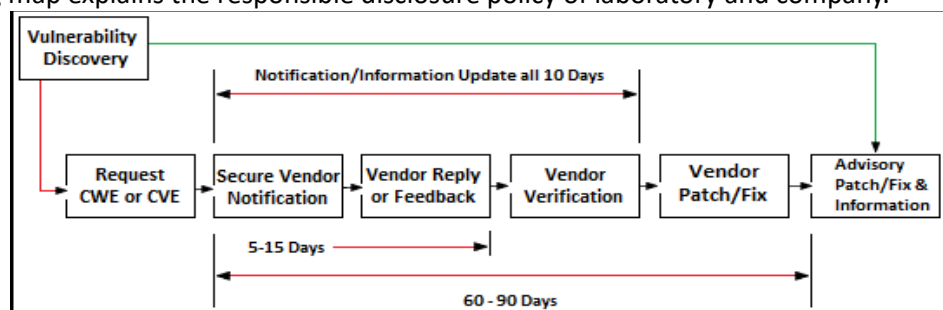 map explains the responsible disclosure policy of laboratory and company.
Vulnerability
Discovery
Notification/Information Update all 10 Days
Request
CWE or CVE
Secure Vendor
Notification
Vendor Reply
or Feedback
Vendor
Verification
Vendor
Patch/Fix
Advisory
Patch/Fix &
Information
5-15 Days
60 - 90 Days